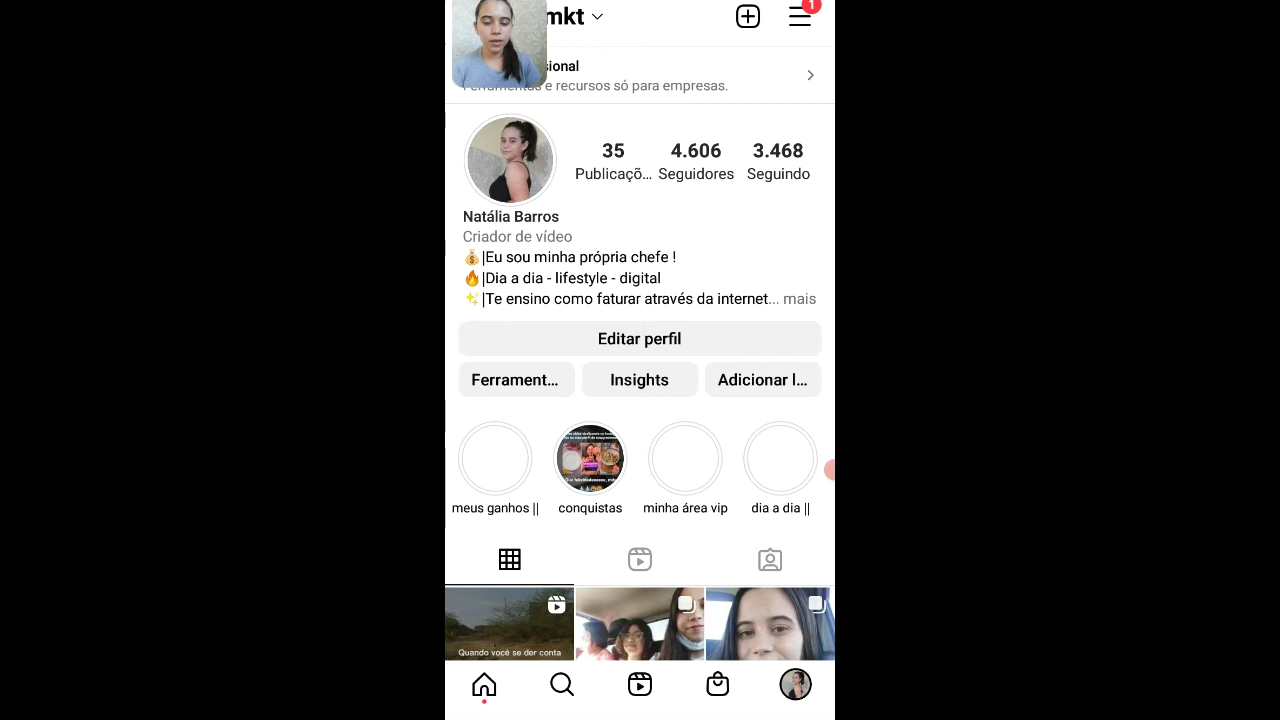 mkt
1
sional
Ferramentas e recursos só para empresas.
35
4.606
3.468
Publicaçõ...
Seguidores
Seguindo
Natália Barros
Criador de vídeo
💰|Eu sou minha própria chefe !
🔥|Dia a dia - lifestyle - digital
✨|Te ensino como faturar através da internet... mais
Editar perfil
Ferrament...
Insights
Adicionar l...
meus ganhos ||
conquistas
minha área vip
dia a dia ||
Quando você se der conta